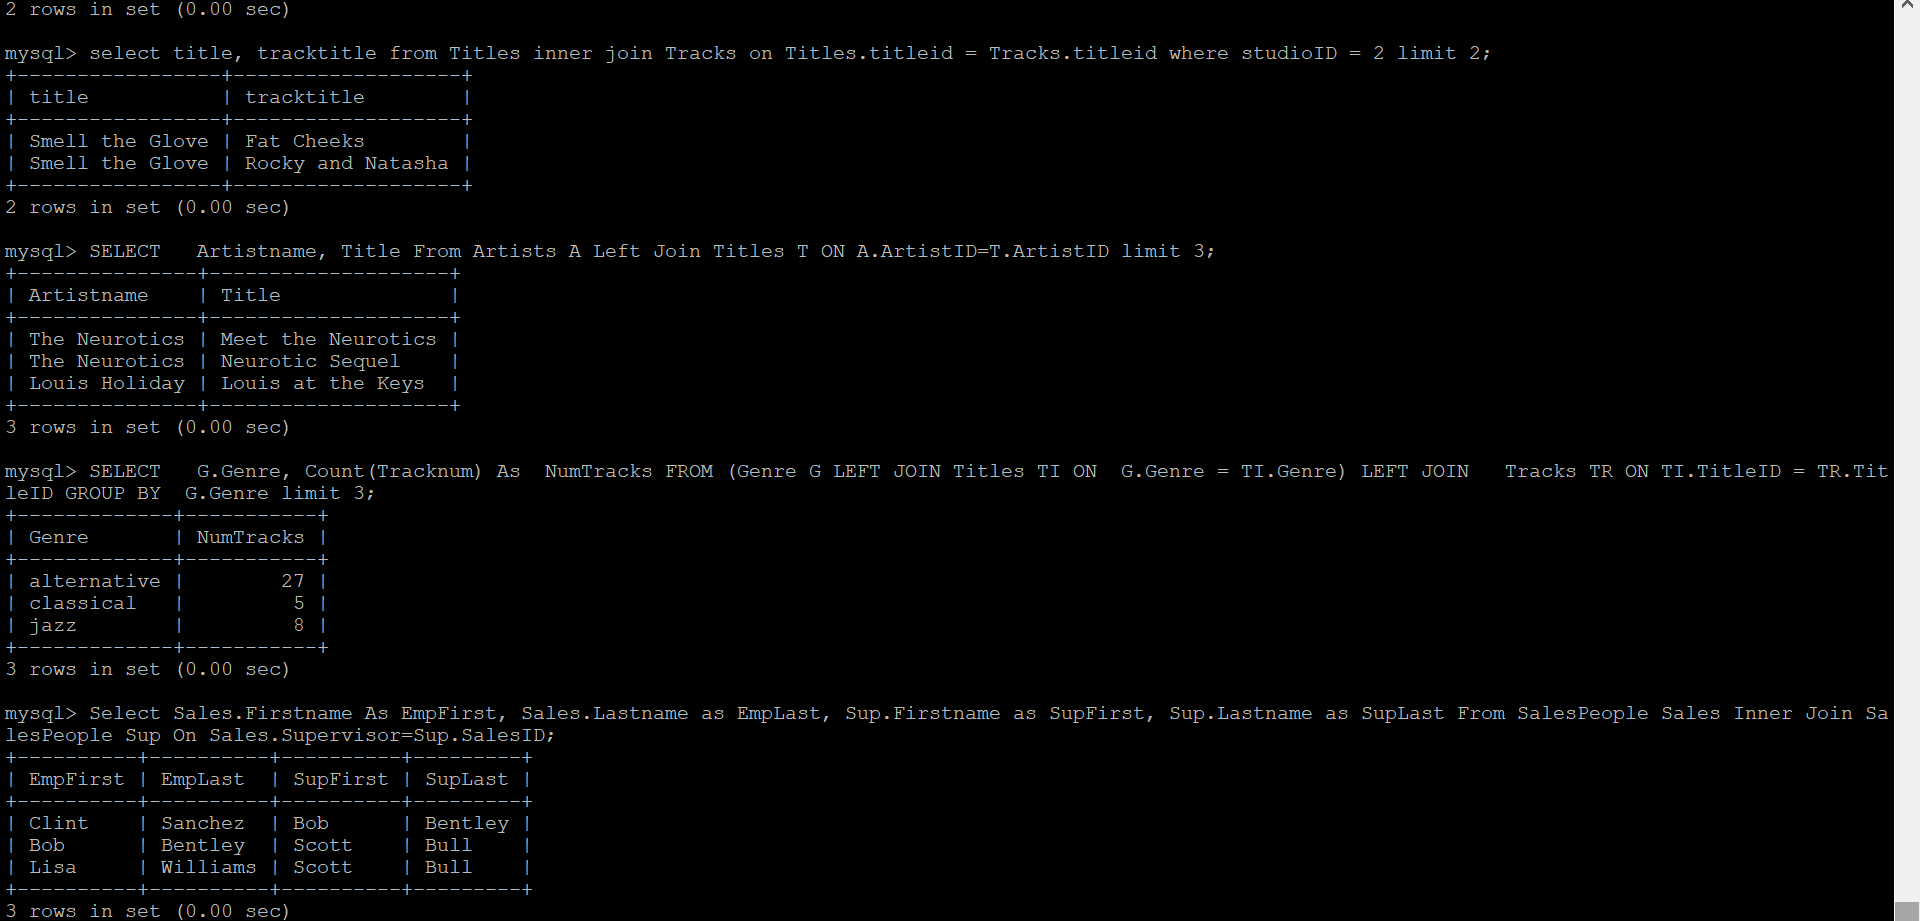 2 rows in set (0.00 sec)
mysql> select title, tracktitle from Titles inner join Tracks on Titles.titleid = Tracks.titleid where studioID = 2 limit 2;
+-----------------+-------------------+
| title           | tracktitle        |
+-----------------+-------------------+
| Smell the Glove | Fat Cheeks        |
| Smell the Glove | Rocky and Natasha |
+-----------------+-------------------+
2 rows in set (0.00 sec)
mysql> SELECT   Artistname, Title From Artists A Left Join Titles T ON A.ArtistID=T.ArtistID limit 3;
+---------------+--------------------+
| Artistname    | Title              |
+---------------+--------------------+
| The Neurotics | Meet the Neurotics |
| The Neurotics | Neurotic Sequel    |
| Louis Holiday | Louis at the Keys  |
+---------------+--------------------+
3 rows in set (0.00 sec)
mysql> SELECT   G.Genre, Count(Tracknum) As  NumTracks FROM (Genre G LEFT JOIN Titles TI ON  G.Genre = TI.Genre) LEFT JOIN   Tracks TR ON TI.TitleID = TR.Tit
leID GROUP BY  G.Genre limit 3;
+-------------+-----------+
| Genre       | NumTracks |
+-------------+-----------+
| alternative |        27 |
| classical   |         5 |
| jazz        |         8 |
+-------------+-----------+
3 rows in set (0.00 sec)
mysql> Select Sales.Firstname As EmpFirst, Sales.Lastname as EmpLast, Sup.Firstname as SupFirst, Sup.Lastname as SupLast From SalesPeople Sales Inner Join Sa
lesPeople Sup On Sales.Supervisor=Sup.SalesID;
+----------+----------+----------+---------+
| EmpFirst | EmpLast  | SupFirst | SupLast |
+----------+----------+----------+---------+
| Clint    | Sanchez  | Bob      | Bentley |
| Bob      | Bentley  | Scott    | Bull    |
| Lisa     | Williams | Scott    | Bull    |
+----------+----------+----------+---------+
3 rows in set (0.00 sec)